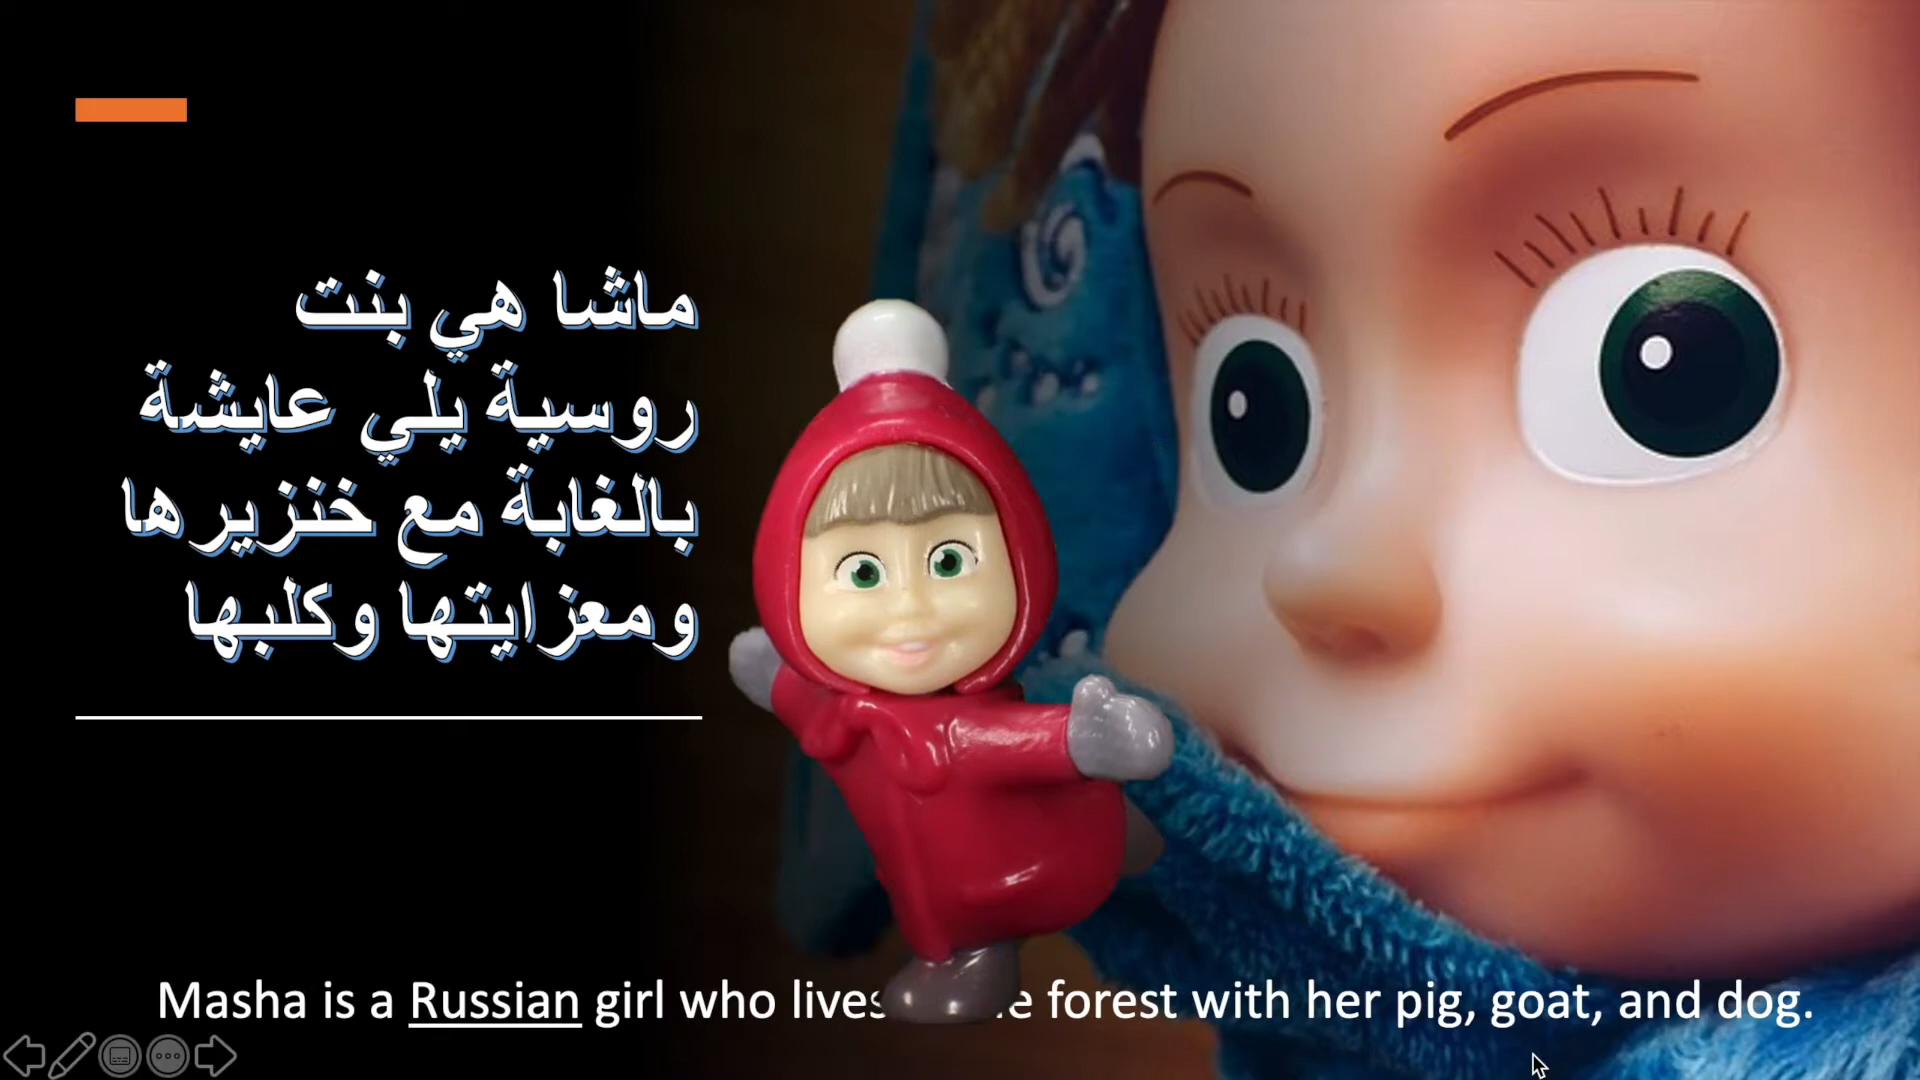 ماشا هي بنت
روسية يلي عايشة
بالغابة مع خنزيرها
ومعزايتها وكلبها
Masha is a Russian girl who lives forest with her pig, goat, and dog.